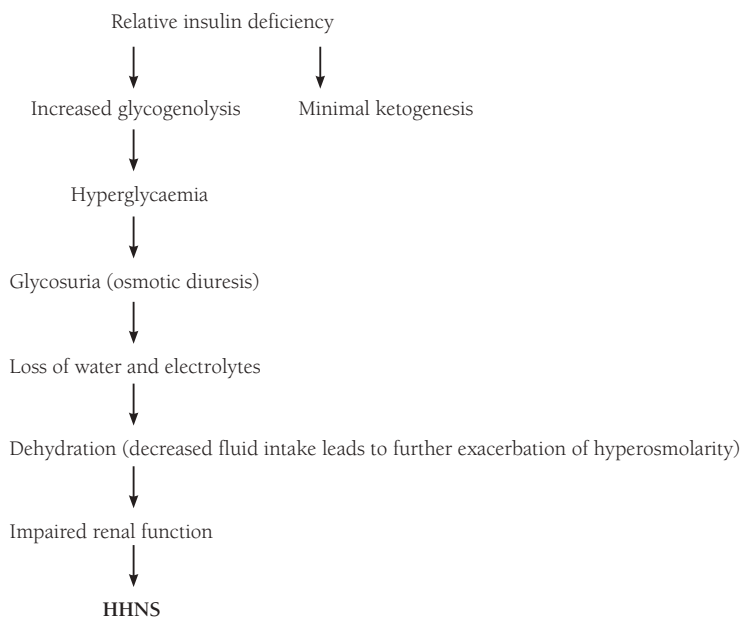 Relative insulin deficiency
Increased glycogenolysis
Minimal ketogenesis
Hyperglycaemia
Glycosuria (osmotic diuresis)
Loss of water and electrolytes
Dehydration (decreased fluid intake leads to further exacerbation of hyperosmolarity)
Impaired renal function
HHNS